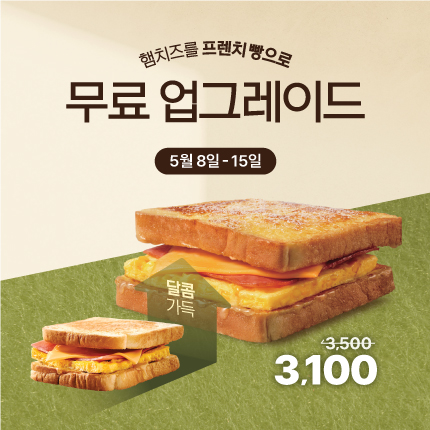 햄치즈를 프렌치 빵으로
무료 업그레이드
5월 8일 - 15일
달콤
가득
3,500
3,100